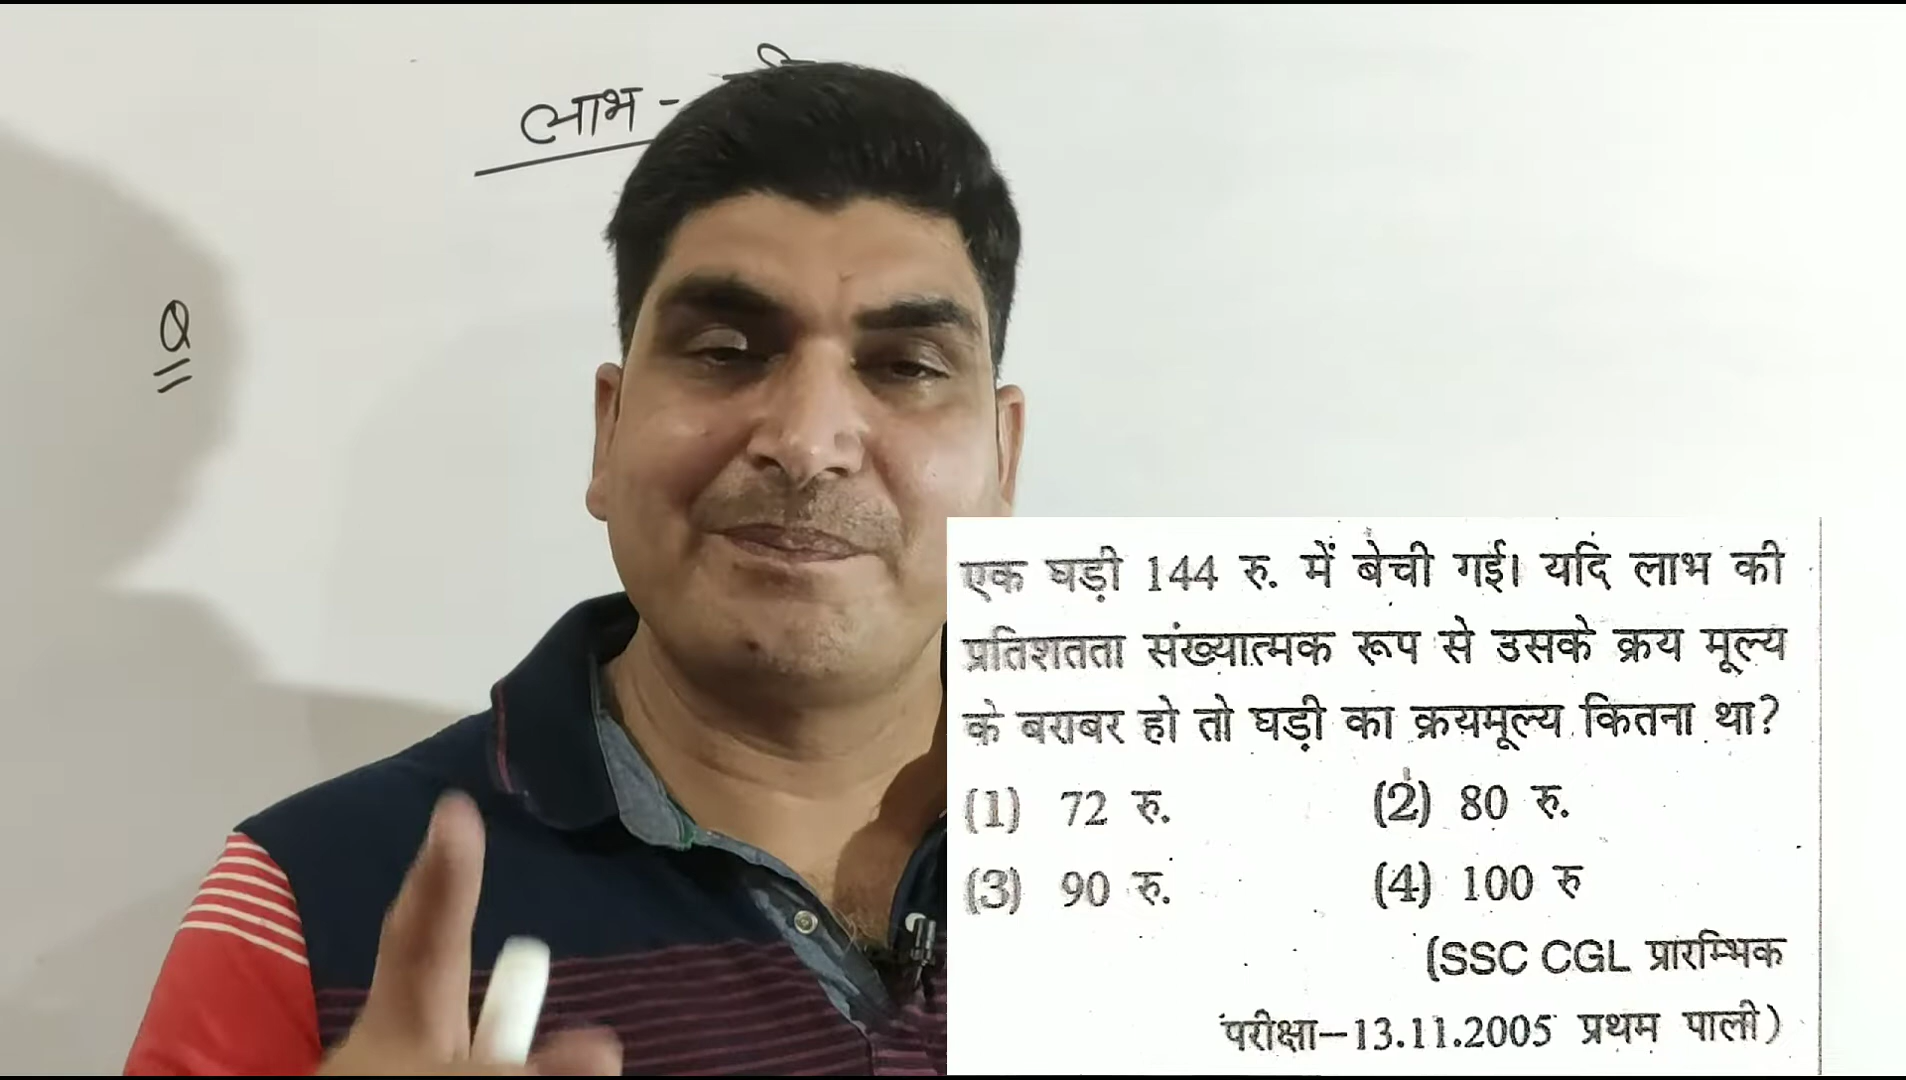 लाभ -
Q
एक घड़ी 144 रु. में बेची गई। यदि लाभ की
प्रतिशतता संख्यात्मक रूप से उसके क्रय मूल्य
के बराबर हो तो घड़ी का क्रयमूल्य कितना था?
(1) 72 रु. (2) 80 रु.
(3) 90 रु. (4) 100 रु
(SSC CGL प्रारम्भिक
परीक्षा–13.11.2005 प्रथम पाली)